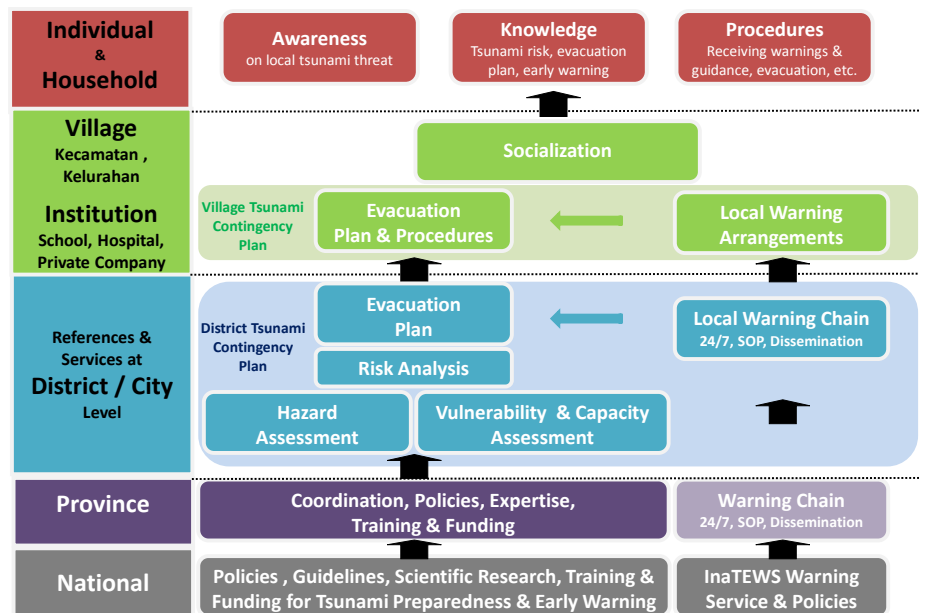 Individual
&
Household
Awareness
on local tsunami threat
Knowledge
Tsunami risk, evacuation
plan, early warning
Procedures
Receiving warnings &
guidance, evacuation, etc.
Village
Kecamatan ,
Kelurahan
Institution
School, Hospital,
Private Company
Socialization
Village Tsunami
Contingency
Plan
Evacuation
Plan & Procedures
Local Warning
Arrangements
References &
Services at
District / City
Level
District Tsunami
Contingency
Plan
Evacuation
Plan
Risk Analysis
Local Warning Chain
24/7, SOP, Dissemination
Hazard
Assessment
Vulnerability & Capacity
Assessment
Province
Coordination, Policies, Expertise,
Training & Funding
Warning Chain
24/7, SOP, Dissemination
National
Policies , Guidelines, Scientific Research, Training &
Funding for Tsunami Preparedness & Early Warning
InaTEWS Warning
Service & Policies